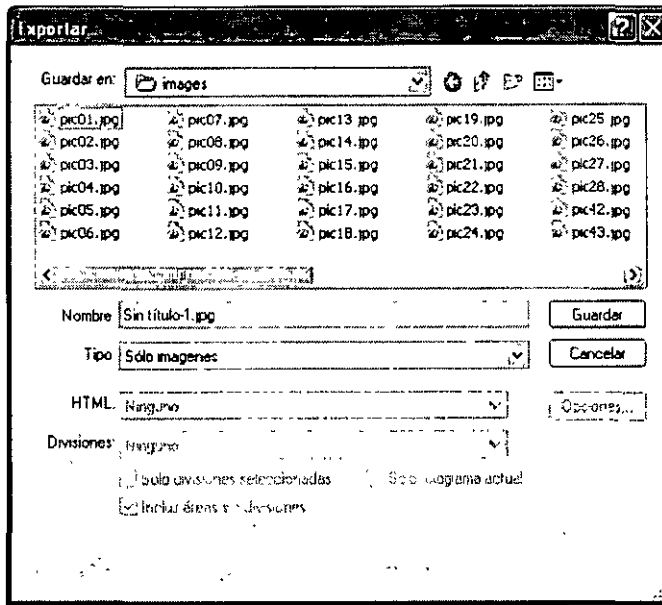 Exportar
Guardar en: images
pic01.jpg pic07.jpg pic13.jpg pic19.jpg pic25.jpg
pic02.jpg pic08.jpg pic14.jpg pic20.jpg pic26.jpg
pic03.jpg pic09.jpg pic15.jpg pic21.jpg pic27.jpg
pic04.jpg pic10.jpg pic16.jpg pic22.jpg pic28.jpg
pic05.jpg pic11.jpg pic17.jpg pic23.jpg pic42.jpg
pic06.jpg pic12.jpg pic18.jpg pic24.jpg pic43.jpg
Nombre Sin título-1.jpg Guardar
Tipo Sólo imagenes Cancelar
HTML: Ninguno Opciones...
Divisiones: Ninguno
Sólo divisiones seleccionadas Sólo fotograma actual
Incluir áreas sin divisiones